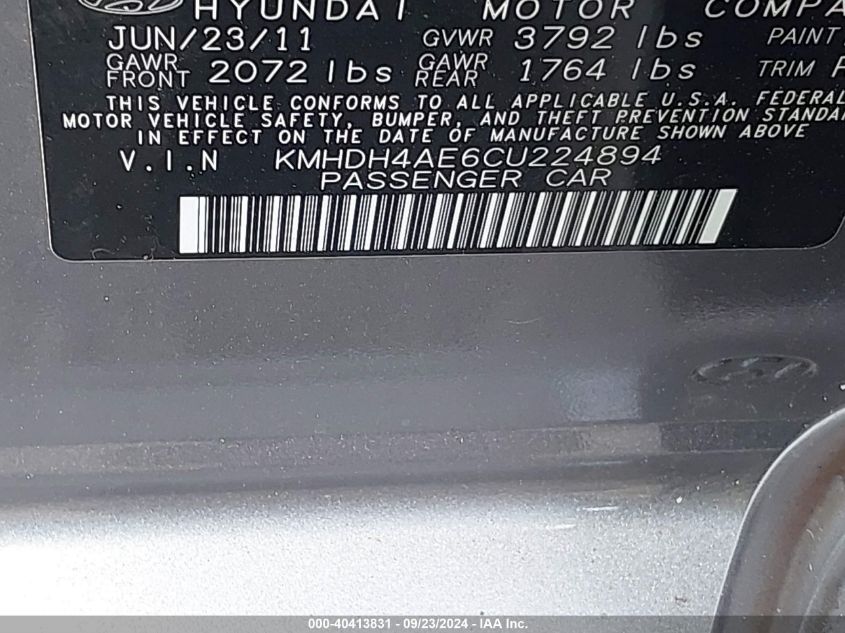 HYUNDAI MOTOR
JUN/23/11 GVWR 3792 lbs PAINT
GAWR FRONT 2072 lbs GAWR REAR 1764 lbs TRIM
THIS VEHICLE CONFORMS TO ALL APPLICABLE U.S.A. FEDERAL
MOTOR VEHICLE SAFETY, BUMPER, AND THEFT PREVENTION
IN EFFECT ON THE DATE OF MANUFACTURE SHOWN ABOVE
V.I.N KMHDH4AE6CU224894
PASSENGER CAR
000-40413831 - 09/23/2024 - IAA Inc.